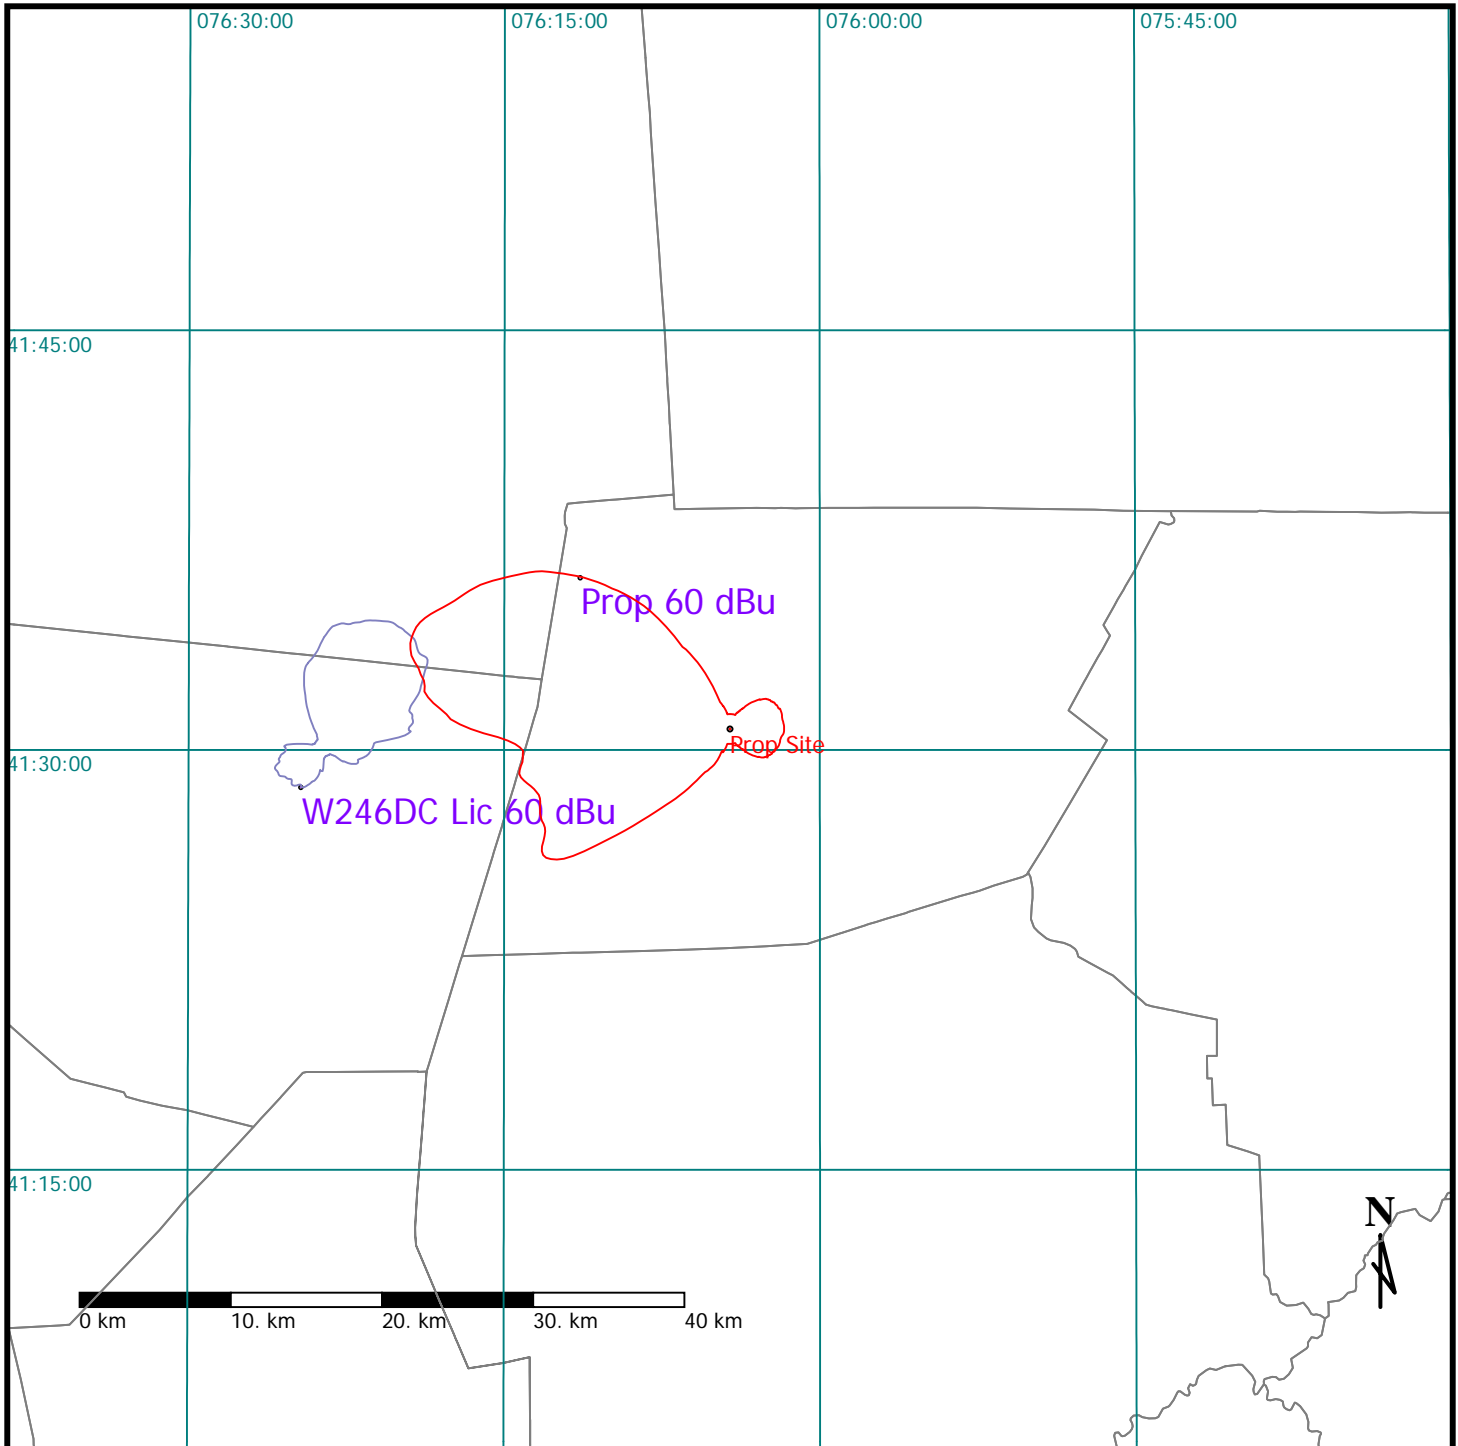 076:30:00
076:15:00
076:00:00
075:45:00
41:45:00
Prop 60 dBu
Prop Site
41:30:00
W246DC Lic 60 dBu
41:15:00
N
0 km
10. km
20. km
30. km
40 km